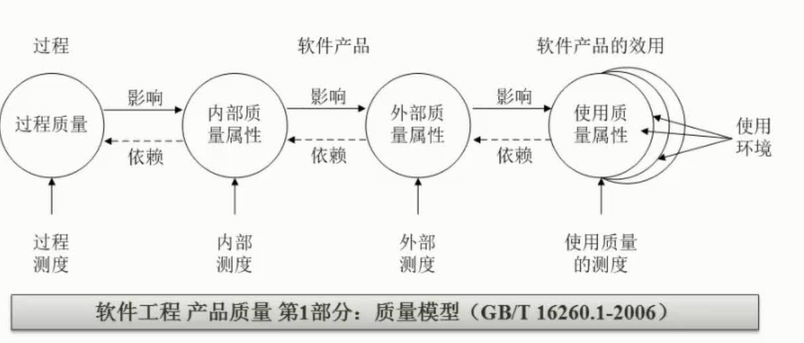 过程
软件产品
软件产品的效用
影响
影响
影响
过程质量
内部质
量属性
外部质
量属性
使用质
量属性
使用
环境
依赖
依赖
依赖
过程
测度
内部
测度
外部
测度
使用质量
的测度
软件工程 产品质量 第1部分：质量模型（GB/T 16260.1-2006）